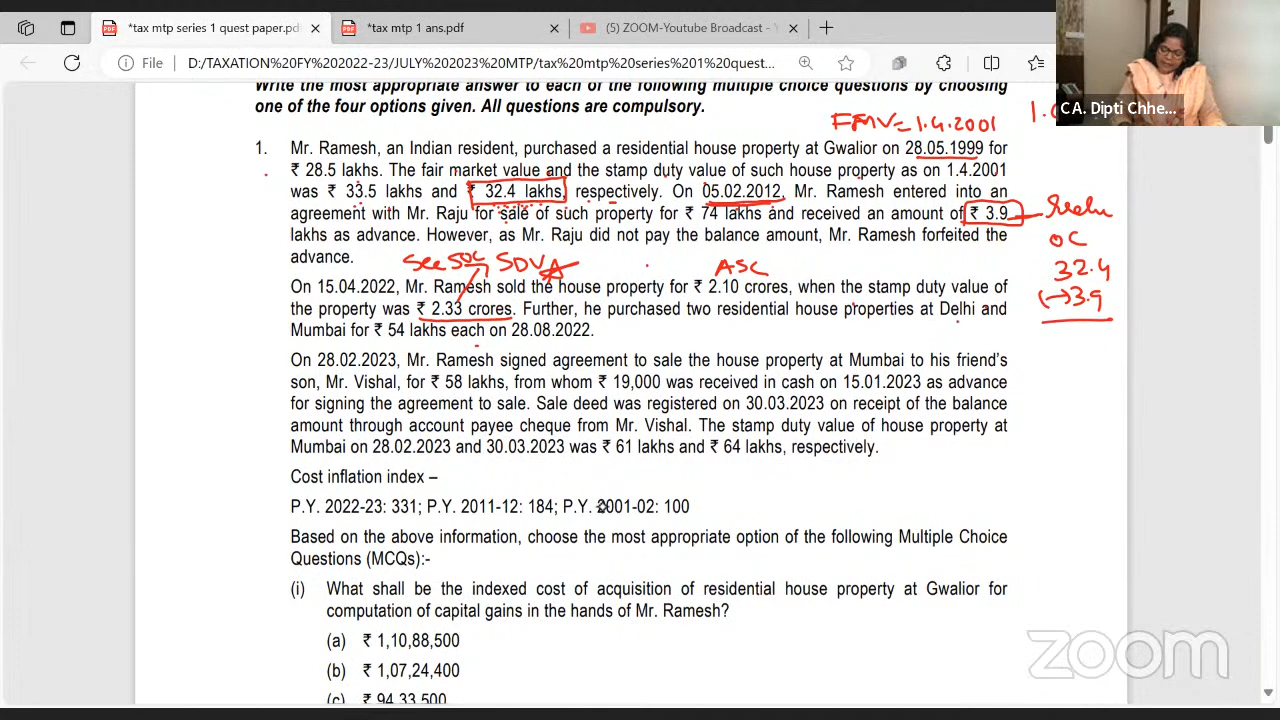 *tax mtp series 1 quest paper.pd
*tax mtp 1 ans.pdf
(5) ZOOM-Youtube Broadcast -
File
D:/TAXATION%20FY%202022-23/JULY%202023%20MTP/tax%20mtp%20series%201%20quest...
C A. Dipti Chhe...
Write the most appropriate answer to each of the following multiple choice questions by choosing
one of the four options given. All questions are compulsory.
FMV= 1.4.2001
1. Mr. Ramesh, an Indian resident, purchased a residential house property at Gwalior on 28.05.1999 for
₹ 28.5 lakhs. The fair market value and the stamp duty value of such house property as on 1.4.2001
was ₹ 33.5 lakhs and ₹ 32.4 lakhs, respectively. On 05.02.2012, Mr. Ramesh entered into an
agreement with Mr. Raju for sale of such property for ₹ 74 lakhs and received an amount of ₹ 3.9
lakhs as advance. However, as Mr. Raju did not pay the balance amount, Mr. Ramesh forfeited the
advance.
OC
32.4
(-) 3.9
See 50C SDVA
ASC
On 15.04.2022, Mr. Ramesh sold the house property for ₹ 2.10 crores, when the stamp duty value of
the property was ₹ 2.33 crores. Further, he purchased two residential house properties at Delhi and
Mumbai for ₹ 54 lakhs each on 28.08.2022.
On 28.02.2023, Mr. Ramesh signed agreement to sale the house property at Mumbai to his friend's
son, Mr. Vishal, for ₹ 58 lakhs, from whom ₹ 19,000 was received in cash on 15.01.2023 as advance
for signing the agreement to sale. Sale deed was registered on 30.03.2023 on receipt of the balance
amount through account payee cheque from Mr. Vishal. The stamp duty value of house property at
Mumbai on 28.02.2023 and 30.03.2023 was ₹ 61 lakhs and ₹ 64 lakhs, respectively.
Cost inflation index –
P.Y. 2022-23: 331; P.Y. 2011-12: 184; P.Y. 2001-02: 100
Based on the above information, choose the most appropriate option of the following Multiple Choice
Questions (MCQs):-
(i) What shall be the indexed cost of acquisition of residential house property at Gwalior for
computation of capital gains in the hands of Mr. Ramesh?
(a) ₹ 1,10,88,500
(b) ₹ 1,07,24,400
(c) ₹ 94,33,500
zoom